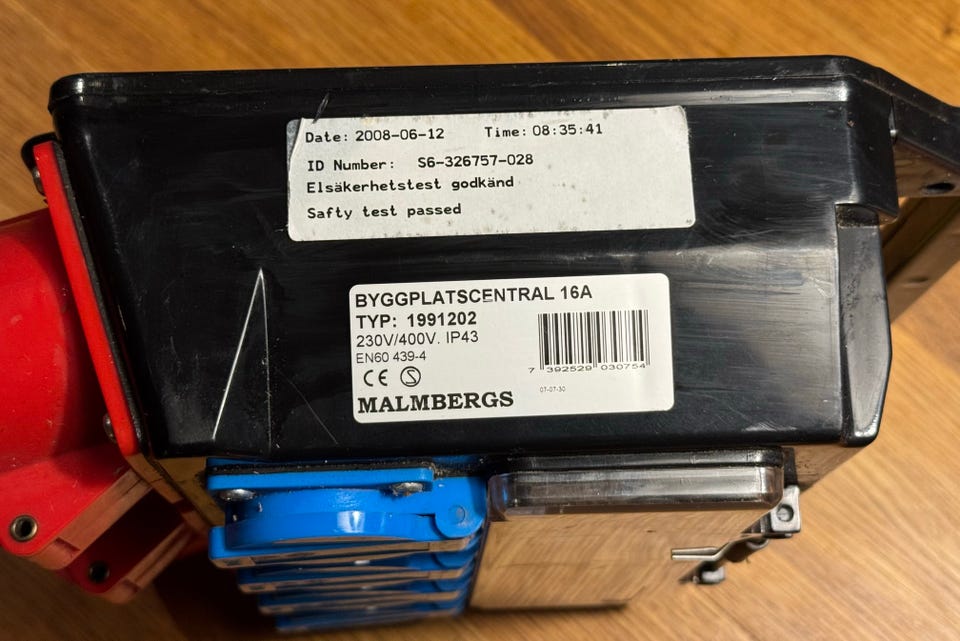 Date: 2008-06-12 Time: 08:35:41
ID Number: S6-326757-028
Elsäkerhetstest godkänd
Safty test passed
BYGGPLATSCENTRAL 16A
TYP: 1991202
230V/400V. IP43
EN60 439-4
CE S
7 392529 030754
07-07-30
MALMBERGS